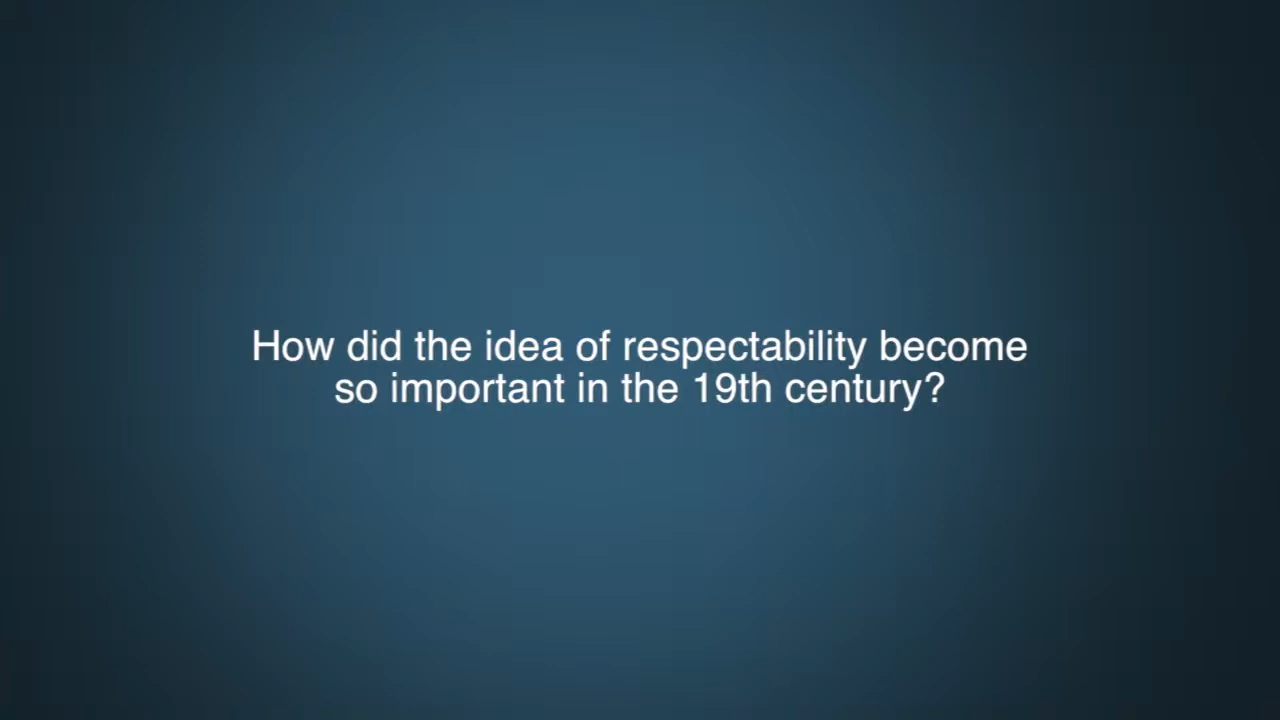 How did the idea of respectability become
so important in the 19th century?